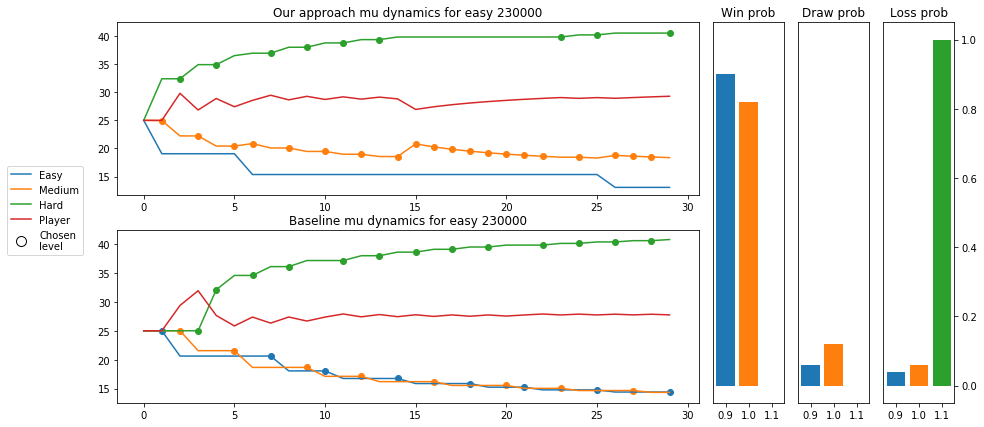 Our approach mu dynamics for easy 230000
Win prob
Draw prob
Loss prob
40
35
30
25
20
15
0 5 10 15 20 25 30
Easy
Medium
Hard
Player
Chosen
level
Baseline mu dynamics for easy 230000
40
35
30
25
20
15
0 5 10 15 20 25 30
0.9 1.0 1.1
0.9 1.0 1.1
0.9 1.0 1.1
1.0
0.8
0.6
0.4
0.2
0.0